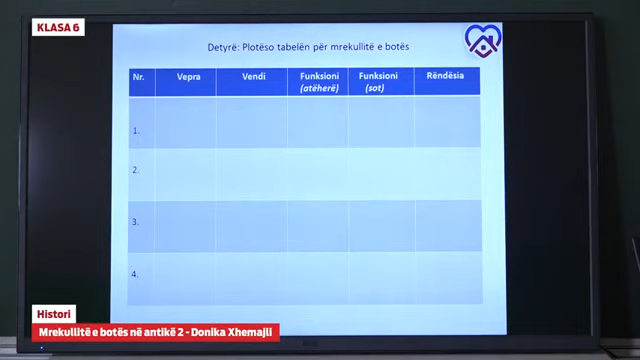 KLASA 6
Detyrë: Plotëso tabelën për mrekullitë e botës
Nr. Vepra Vendi Funksioni (atëherë) Funksioni (sot) Rëndësia
1.
2.
3.
4.
Histori
Mrekullitë e botës në antikë 2 - Donika Xhemajli